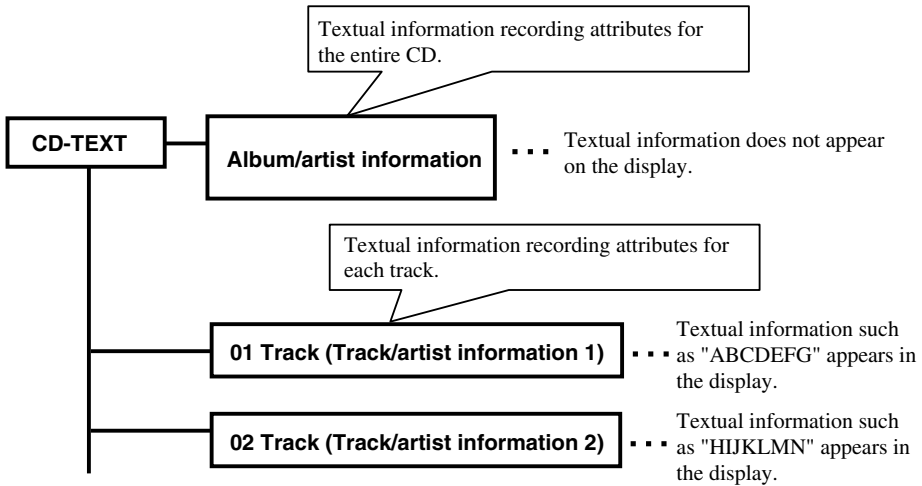 Textual information recording attributes for
the entire CD.
CD-TEXT
Album/artist information
... Textual information does not appear
on the display.
Textual information recording attributes for
each track.
01 Track (Track/artist information 1)
... Textual information such
as "ABCDEFG" appears in
the display.
02 Track (Track/artist information 2)
... Textual information such
as "HIJKLMN" appears in
the display.